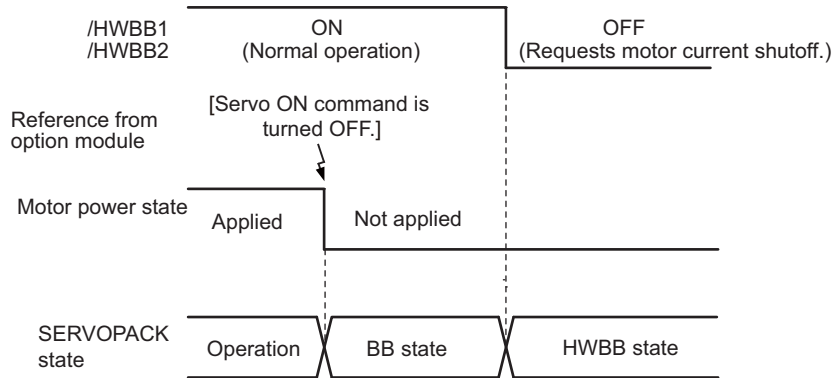 /HWBB1
/HWBB2
ON
(Normal operation)
OFF
(Requests motor current shutoff.)
Reference from
option module
[Servo ON command is
turned OFF.]
Motor power state
Applied
Not applied
SERVOPACK
state
Operation
BB state
HWBB state